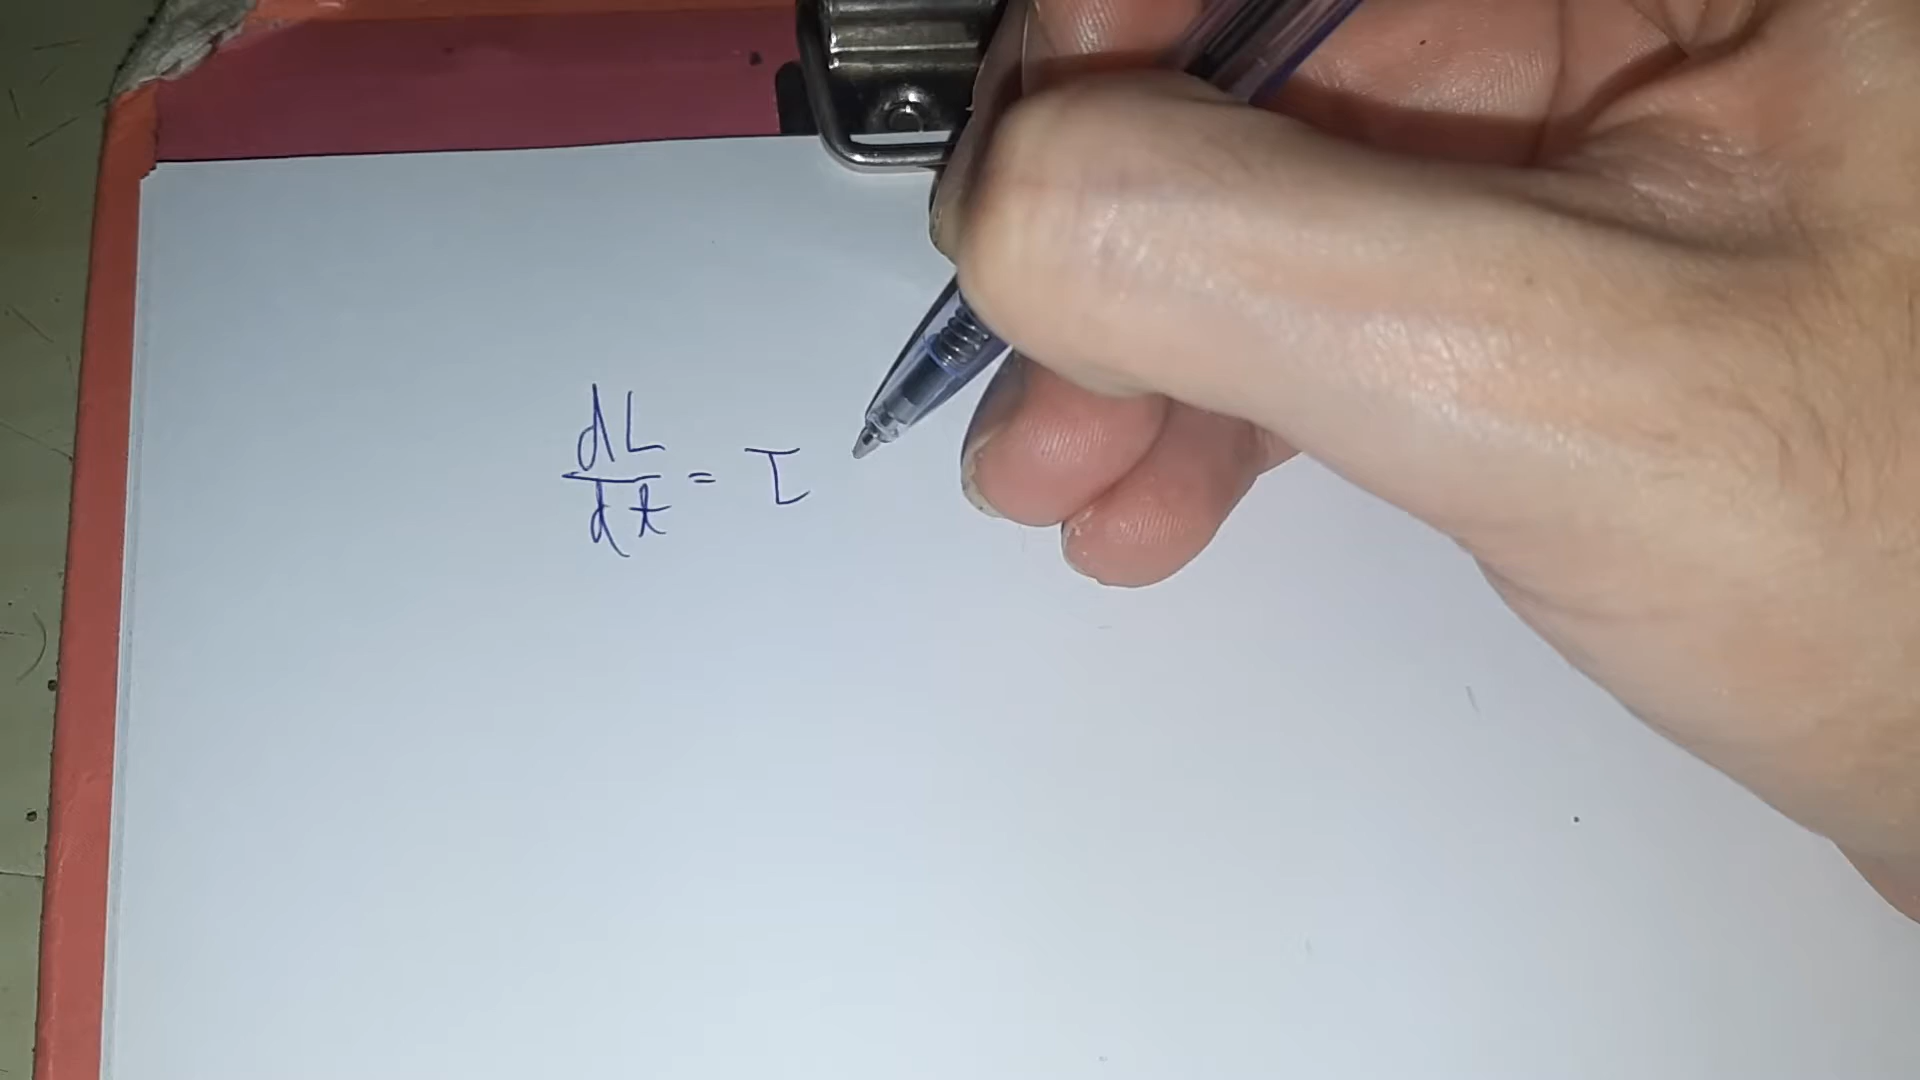 dL/dt = τ